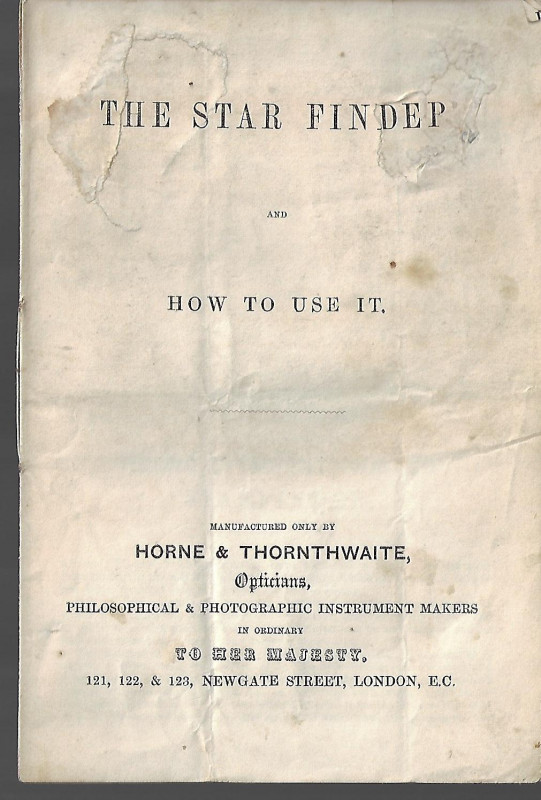 THE STAR FINDEP
AND
HOW TO USE IT.
MANUFACTURED ONLY BY
HORNE & THORNTHWAITE,
Opticians,
PHILOSOPHICAL & PHOTOGRAPHIC INSTRUMENT MAKERS
IN ORDINARY
TO HER MAJESTY.
121, 122, & 123, NEWGATE STREET, LONDON, E.C.